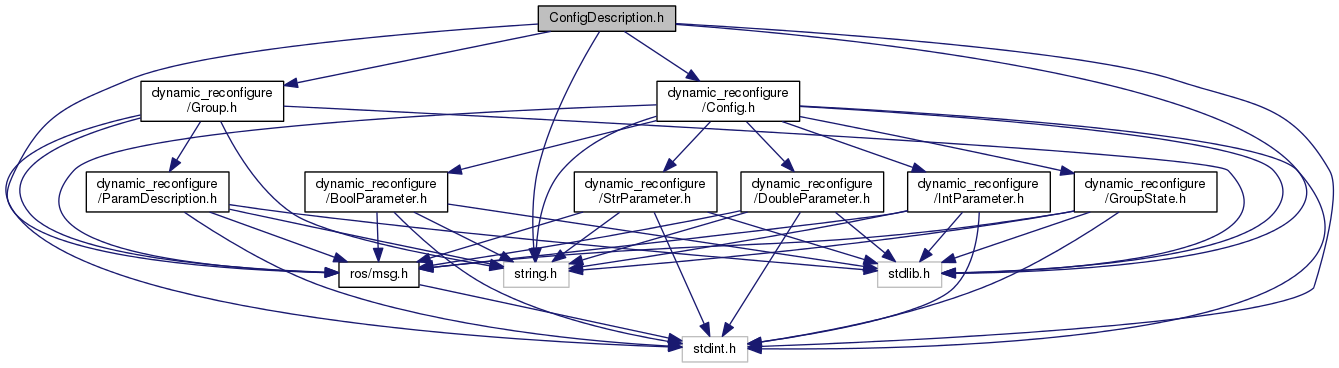 ConfigDescription.h
dynamic_reconfigure
/Group.h
dynamic_reconfigure
/Config.h
dynamic_reconfigure
/ParamDescription.h
dynamic_reconfigure
/BoolParameter.h
dynamic_reconfigure
/StrParameter.h
dynamic_reconfigure
/DoubleParameter.h
dynamic_reconfigure
/IntParameter.h
dynamic_reconfigure
/GroupState.h
ros/msg.h
string.h
stdlib.h
stdint.h